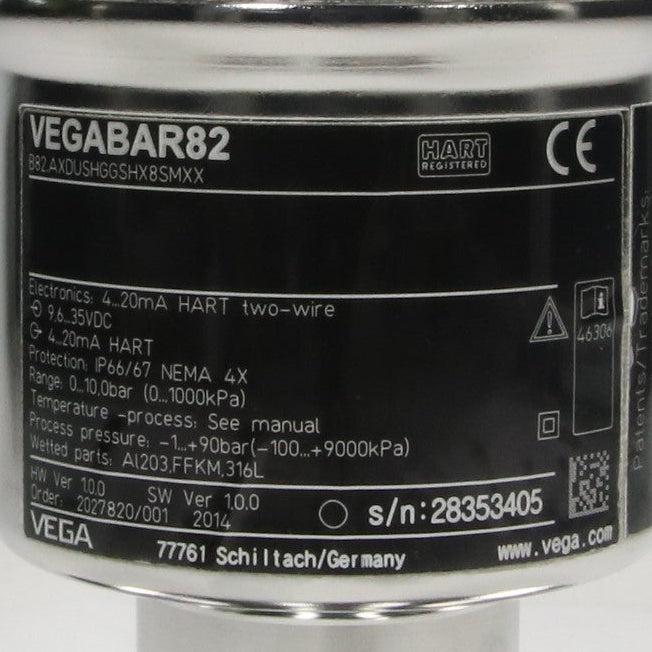 VEGABAR82
HART
REGISTERED
CE
B82.AXDUSHGGSHX8SMXX
Electronics: 4...20mA HART two-wire
9,6...35VDC
4...20mA HART
Protection: IP66/67 NEMA 4X
Range: 0...10,0bar (0...1000kPa)
Temperature -process: See manual
Process pressure: -1...+90bar(-100...+9000kPa)
Wetted parts: Al203,FFKM,316L
i
46306
HW Ver 1.0.0 SW Ver 1.0.0
Order: 2027820/001 2014
s/n:28353405
VEGA
77761 Schiltach/Germany
www.vega.com
Patents/Trademarks: